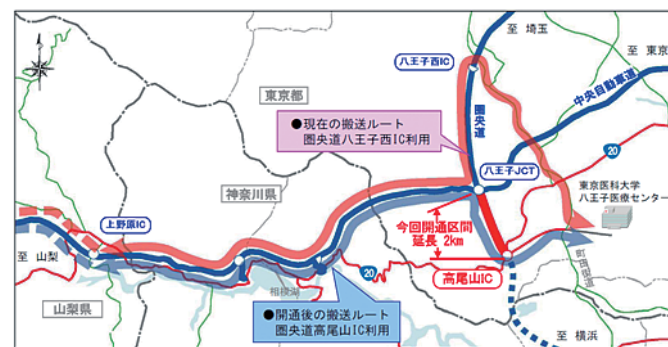 至 埼玉
至 東京
八王子西IC
中央自動車道
東京都
圏央道
●現在の搬送ルート
圏央道八王子西IC利用
20
八王子JCT
東京医科大学
八王子医療センター
神奈川県
上野原IC
今回開通区間
延長 2km
町田街道
至 山梨
高尾山IC
20
相模湖
山梨県
●開通後の搬送ルート
圏央道高尾山IC利用
至 横浜